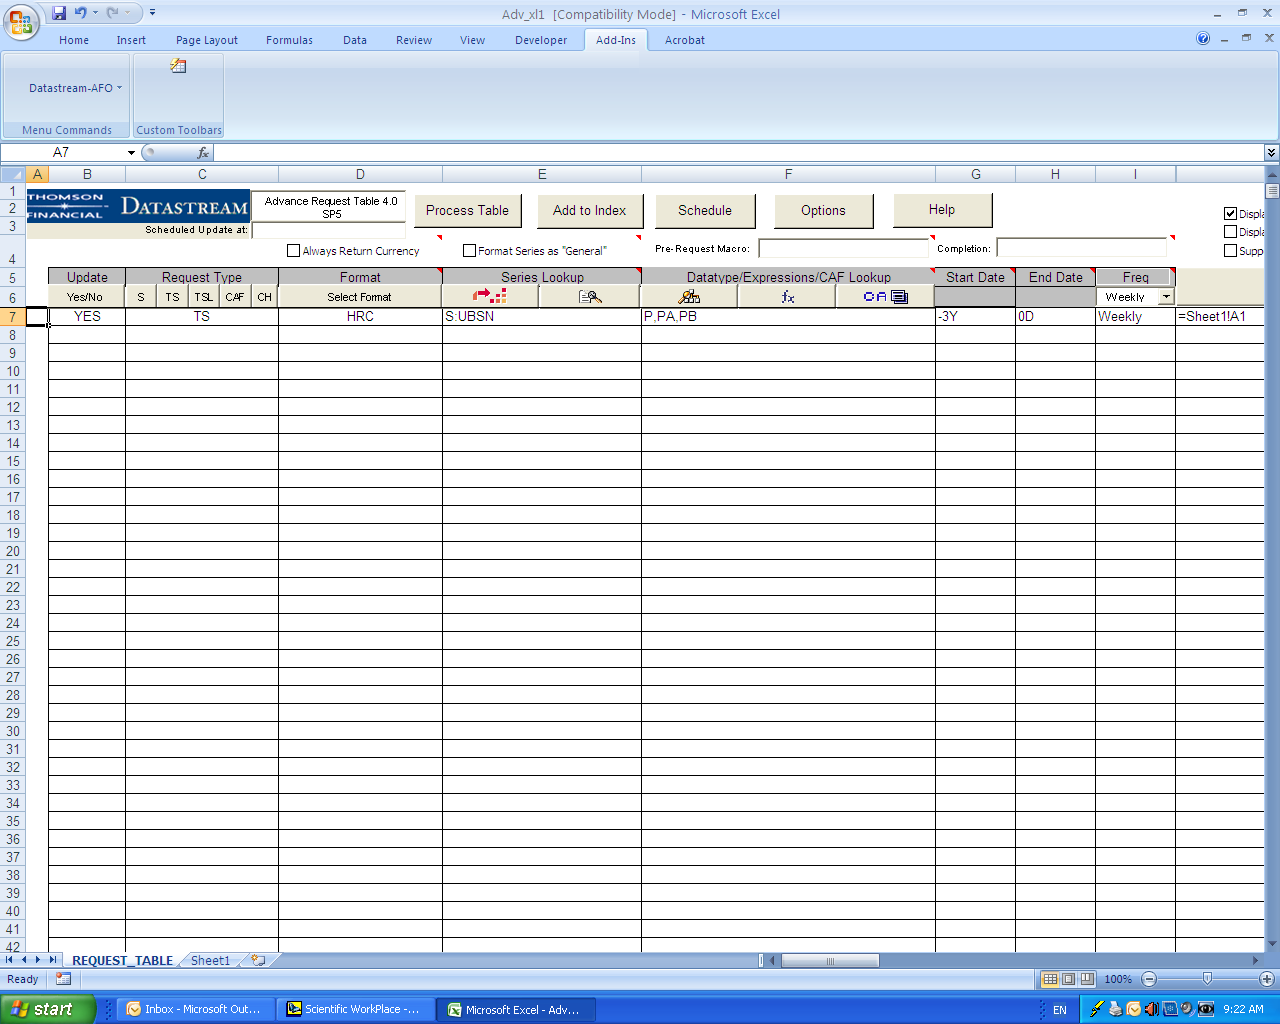 Adv_xl1 [Compatibility Mode] - Microsoft Excel
Home Insert Page Layout Formulas Data Review View Developer Add-Ins Acrobat
Datastream-AFO
Menu Commands Custom Toolbars
A7 fx
A B C D E F G H I
1
2
3
4
5
6
7
8
9
10
11
12
13
14
15
16
17
18
19
20
21
22
23
24
25
26
27
28
29
30
31
32
33
34
35
36
37
38
39
40
41
42
THOMSON FINANCIAL DATASTREAM
Advance Request Table 4.0 SP5
Process Table Add to Index Schedule Options Help
Displa
Displa
Supp
Scheduled Update at:
Always Return Currency Format Series as "General" Pre-Request Macro: Completion:
Update Request Type Format Series Lookup Datatype/Expressions/CAF Lookup Start Date End Date Freq
Yes/No S TS TSL CAF CH Select Format fx Weekly
YES TS HRC S:UBSN P,PA,PB -3Y 0D Weekly =Sheet1!A1
REQUEST_TABLE Sheet1
Ready 100%
start Inbox - Microsoft Out... Scientific WorkPlace -... Microsoft Excel - Adv... EN 9:22 AM